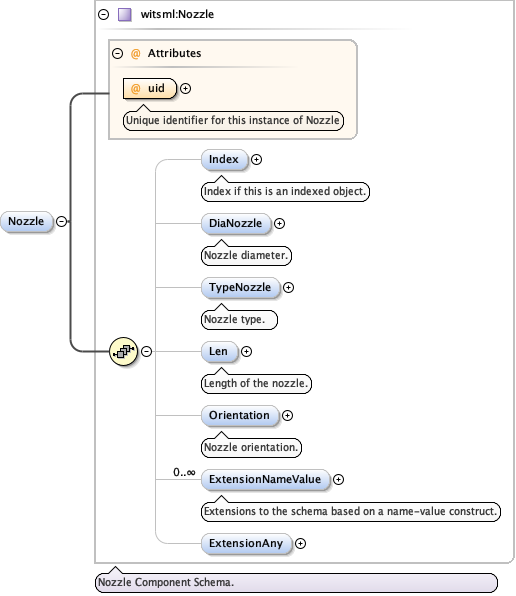 witsml:Nozzle
@ Attributes
@ uid
Unique identifier for this instance of Nozzle
Nozzle
Index
Index if this is an indexed object.
DiaNozzle
Nozzle diameter.
TypeNozzle
Nozzle type.
Len
Length of the nozzle.
Orientation
Nozzle orientation.
0..∞
ExtensionNameValue
Extensions to the schema based on a name-value construct.
ExtensionAny
Nozzle Component Schema.